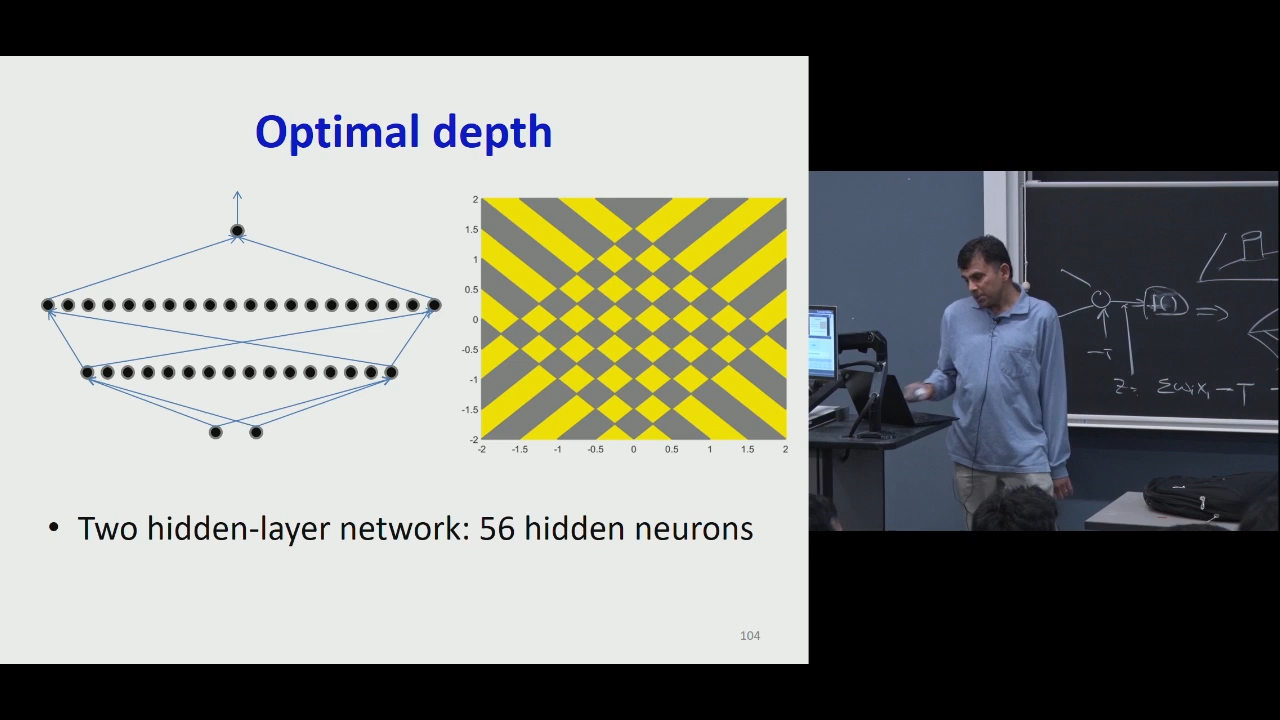 Optimal depth
2
1.5
1
0.5
0
-0.5
-1
-1.5
-2
-2 -1.5 -1 -0.5 0 0.5 1 1.5 2
• Two hidden-layer network: 56 hidden neurons
104
f( ) ⇒
-T
Z = Σwixi - T